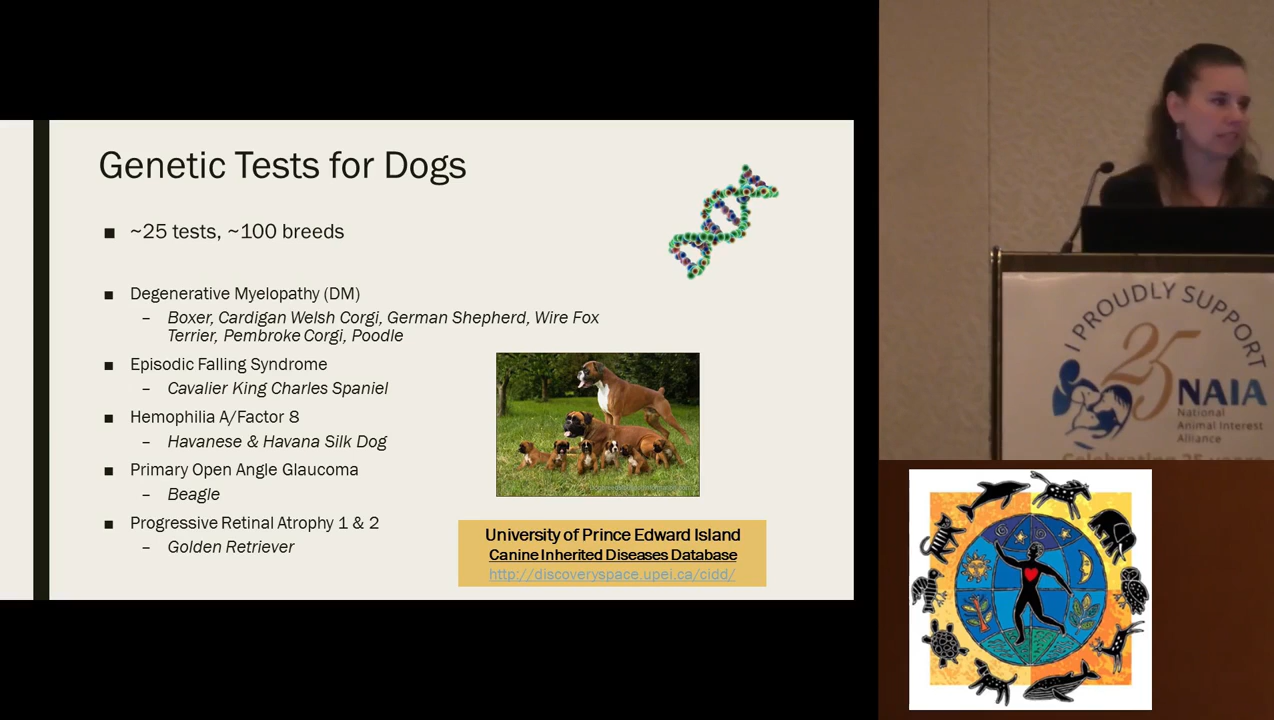 Genetic Tests for Dogs
■ ~25 tests, ~100 breeds
■ Degenerative Myelopathy (DM)
– Boxer, Cardigan Welsh Corgi, German Shepherd, Wire Fox
Terrier, Pembroke Corgi, Poodle
■ Episodic Falling Syndrome
– Cavalier King Charles Spaniel
■ Hemophilia A/Factor 8
– Havanese & Havana Silk Dog
■ Primary Open Angle Glaucoma
– Beagle
■ Progressive Retinal Atrophy 1 & 2
– Golden Retriever
University of Prince Edward Island
Canine Inherited Diseases Database
http://discoveryspace.upei.ca/cidd/
I PROUDLY SUPPORT
25
NAIA
National
Animal Interest
Alliance
Celebrating 25 years